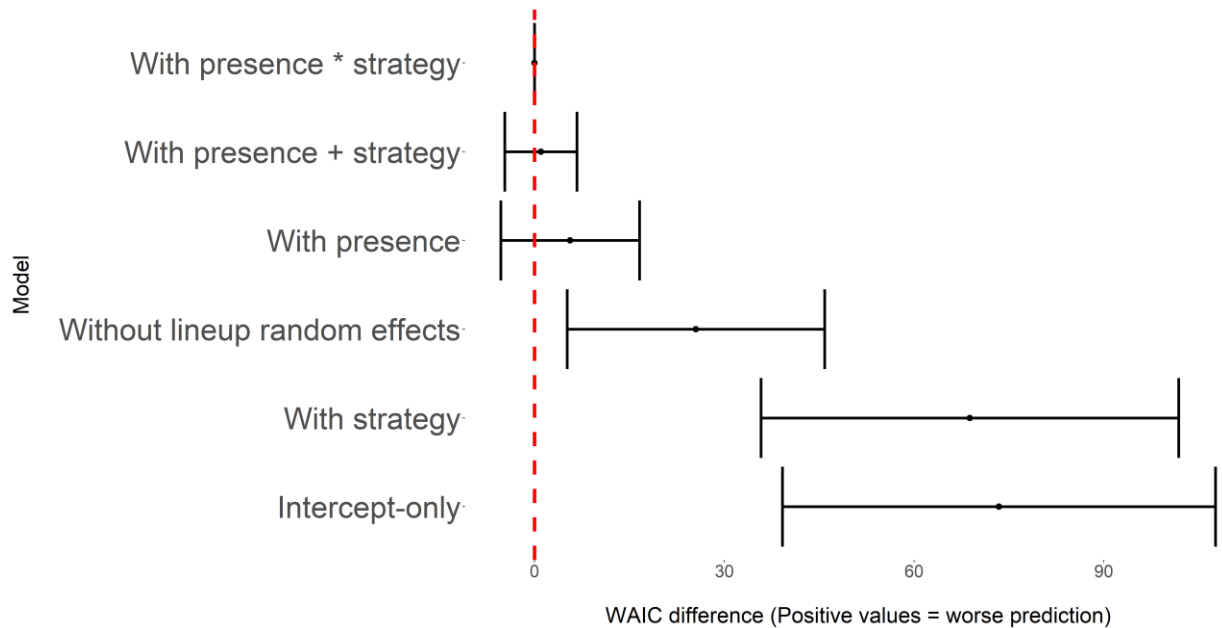 With presence * strategy
With presence + strategy
With presence
Without lineup random effects
With strategy
Intercept-only
Model
0
30
60
90
WAIC difference (Positive values = worse prediction)